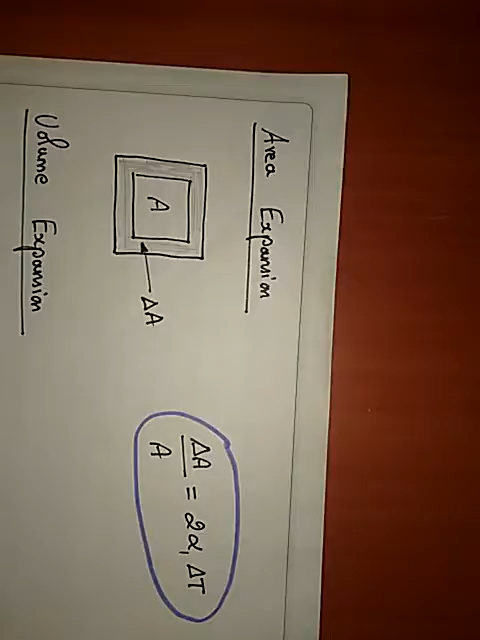 Area Expansion
A
ΔA
ΔA/A = 2α, ΔT
Volume Expansion